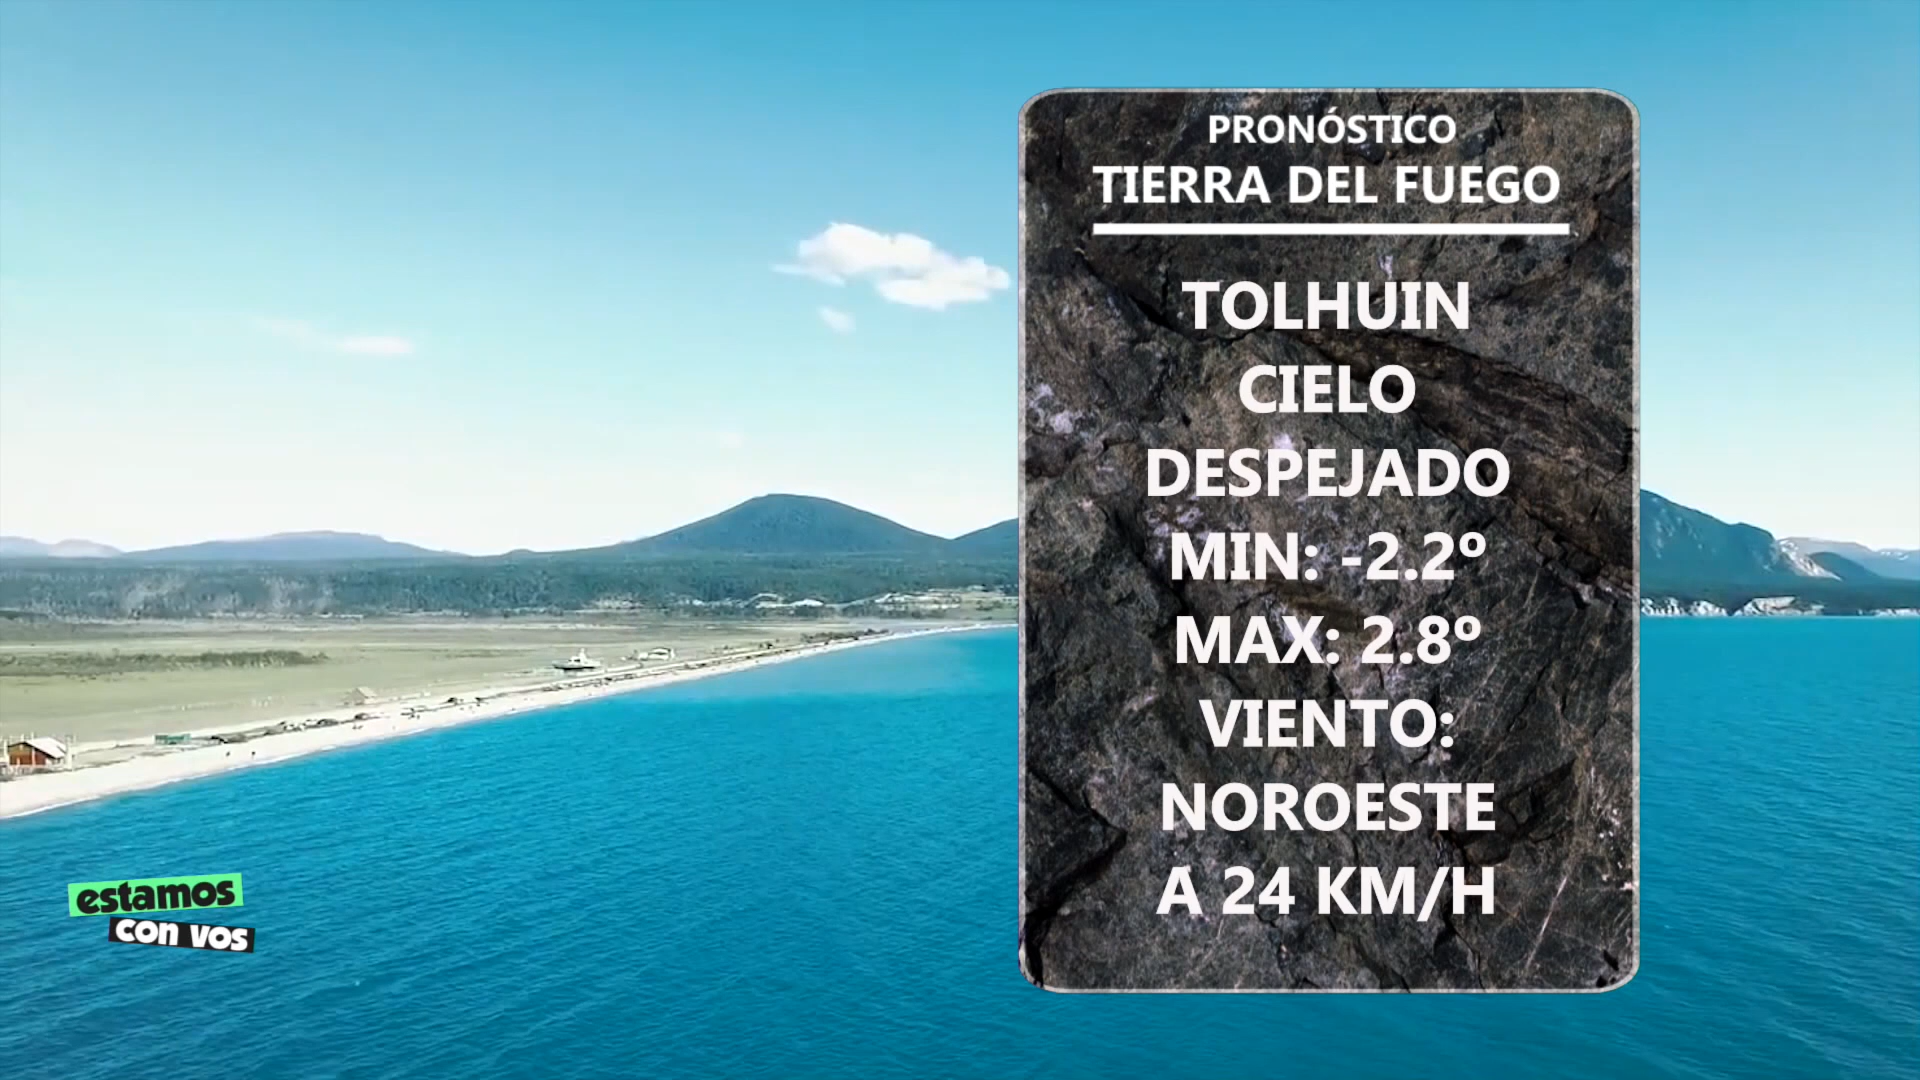 PRONÓSTICO
TIERRA DEL FUEGO
TOLHUIN
CIELO
DESPEJADO
MIN: -2.2º
MAX: 2.8º
VIENTO:
NOROESTE
A 24 KM/H
estamos
con vos